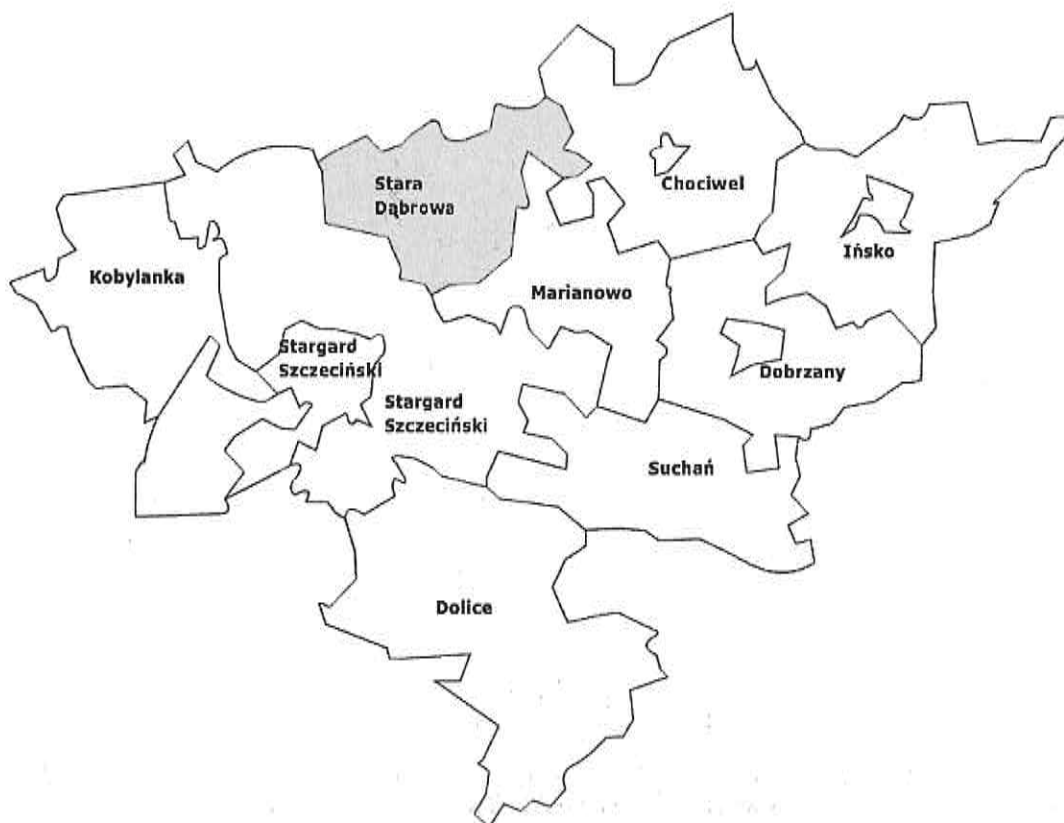 Stara
Dąbrowa
Chociwel
Ińsko
Kobylanka
Marianowo
Stargard
Szczeciński
Dobrzany
Stargard
Szczeciński
Suchań
Dolice